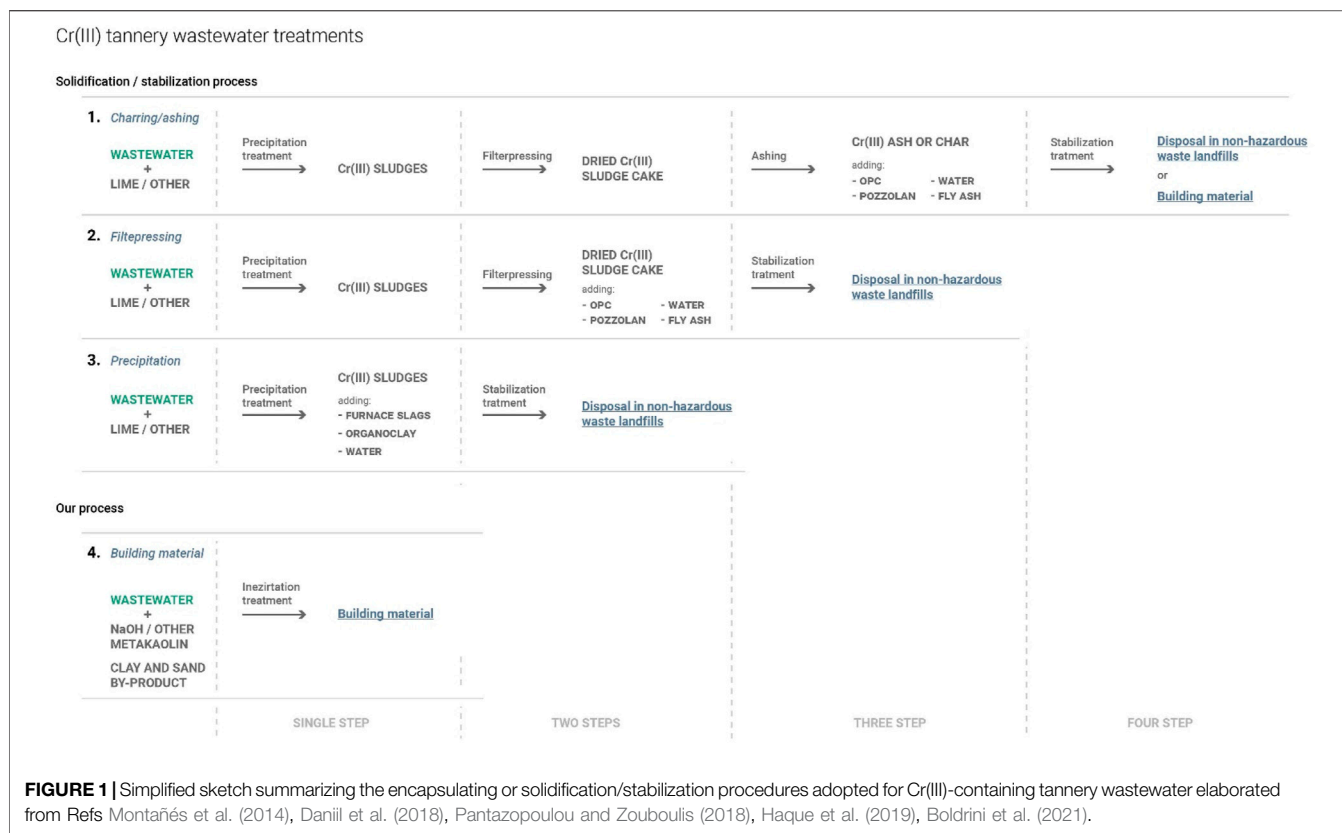 Cr(III) tannery wastewater treatments
Solidification / stabilization process
1. Charring/ashing
WASTEWATER
+
LIME / OTHER
Precipitation
treatment
Cr(III) SLUDGES
Filterpressing
DRIED Cr(III)
SLUDGE CAKE
Ashing
Cr(III) ASH OR CHAR
adding:
- OPC - WATER
- POZZOLAN - FLY ASH
Stabilization
tratment
Disposal in non-hazardous
waste landfills
or
Building material
2. Filtepressing
WASTEWATER
+
LIME / OTHER
Precipitation
treatment
Cr(III) SLUDGES
Filterpressing
DRIED Cr(III)
SLUDGE CAKE
adding:
- OPC - WATER
- POZZOLAN - FLY ASH
Stabilization
tratment
Disposal in non-hazardous
waste landfills
3. Precipitation
WASTEWATER
+
LIME / OTHER
Precipitation
treatment
Cr(III) SLUDGES
adding:
- FURNACE SLAGS
- ORGANOCLAY
- WATER
Stabilization
tratment
Disposal in non-hazardous
waste landfills
Our process
4. Building material
WASTEWATER
+
NaOH / OTHER
METAKAOLIN
CLAY AND SAND
BY-PRODUCT
Inezirtation
treatment
Building material
SINGLE STEP
TWO STEPS
THREE STEP
FOUR STEP
FIGURE 1 | Simplified sketch summarizing the encapsulating or solidification/stabilization procedures adopted for Cr(III)-containing tannery wastewater elaborated
from Refs Montañés et al. (2014), Daniil et al. (2018), Pantazopoulou and Zouboulis (2018), Haque et al. (2019), Boldrini et al. (2021).